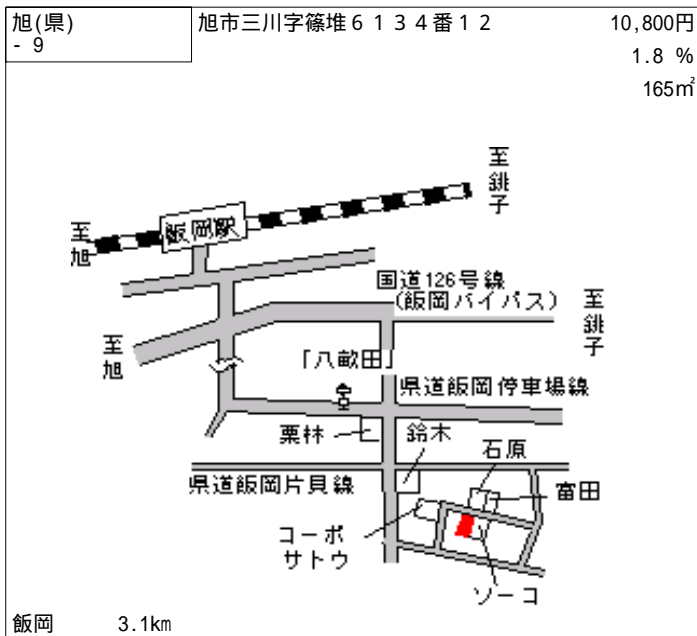 旭(県)
- 9
旭市三川字篠堆6134番12
10,800円
1.8 %
165㎡
至銚子
飯岡駅
至旭
国道126号線
(飯岡バイパス)
至銚子
至旭
「八畝田」
県道飯岡停車場線
栗林
鈴木
石原
県道飯岡片貝線
富田
コーポ
サトウ
ソーコ
飯岡 3.1km